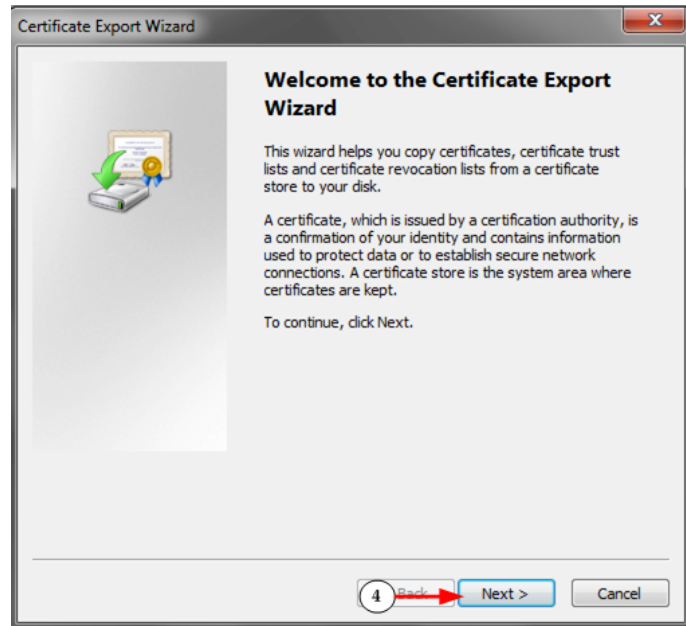 Certificate Export Wizard
Welcome to the Certificate Export
Wizard
This wizard helps you copy certificates, certificate trust
lists and certificate revocation lists from a certificate
store to your disk.
A certificate, which is issued by a certification authority, is
a confirmation of your identity and contains information
used to protect data or to establish secure network
connections. A certificate store is the system area where
certificates are kept.
To continue, click Next.
4 Back Next > Cancel